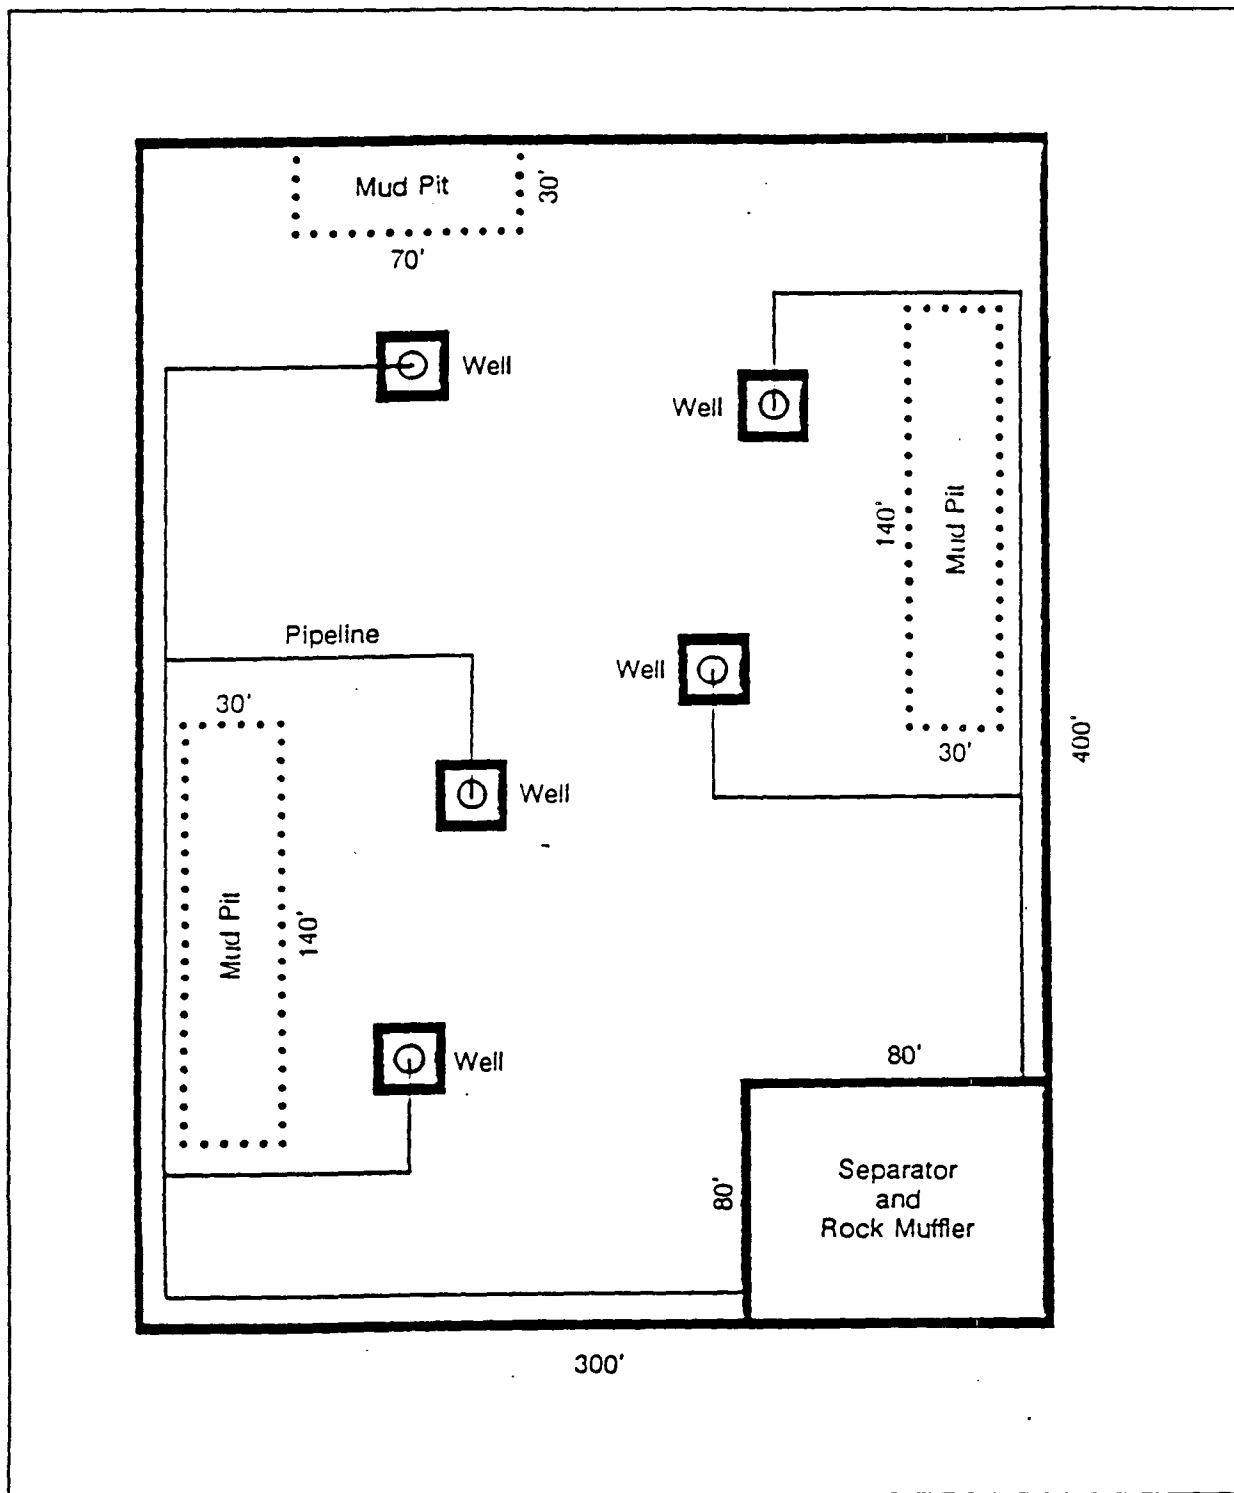 Mud Pit
30'
70'
Well
Well
140'
Mud Pit
Pipeline
Well
30'
30'
400'
Well
Mud Pit
140'
Well
80'
80'
Separator
and
Rock Muffler
300'